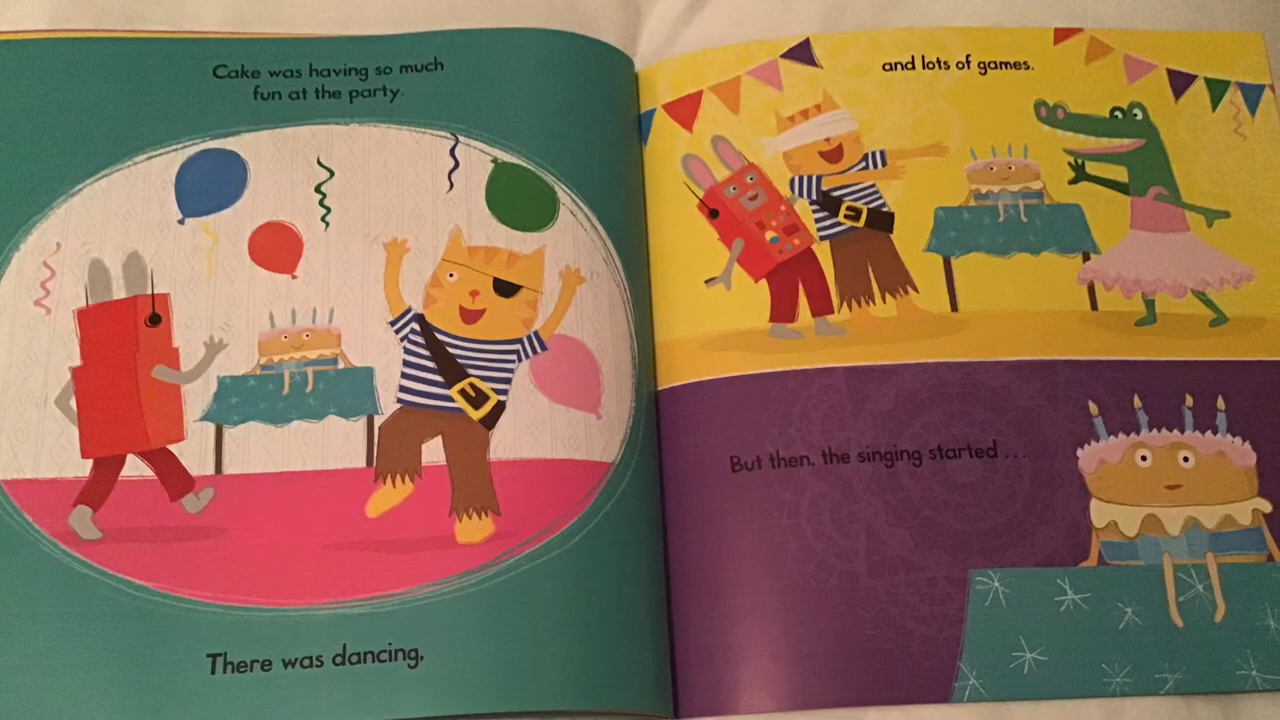 Cake was having so much
fun at the party.
There was dancing,
and lots of games.
But then, the singing started ...